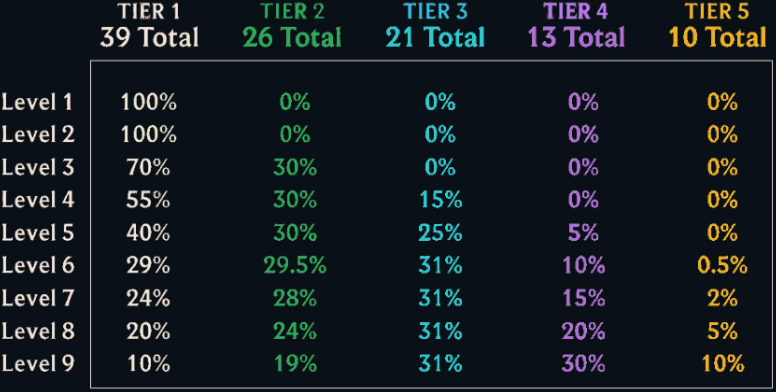 TIER 1 TIER 2 TIER 3 TIER 4 TIER 5
39 Total 26 Total 21 Total 13 Total 10 Total
Level 1 100% 0% 0% 0% 0%
Level 2 100% 0% 0% 0% 0%
Level 3 70% 30% 0% 0% 0%
Level 4 55% 30% 15% 0% 0%
Level 5 40% 30% 25% 5% 0%
Level 6 29% 29.5% 31% 10% 0.5%
Level 7 24% 28% 31% 15% 2%
Level 8 20% 24% 31% 20% 5%
Level 9 10% 19% 31% 30% 10%